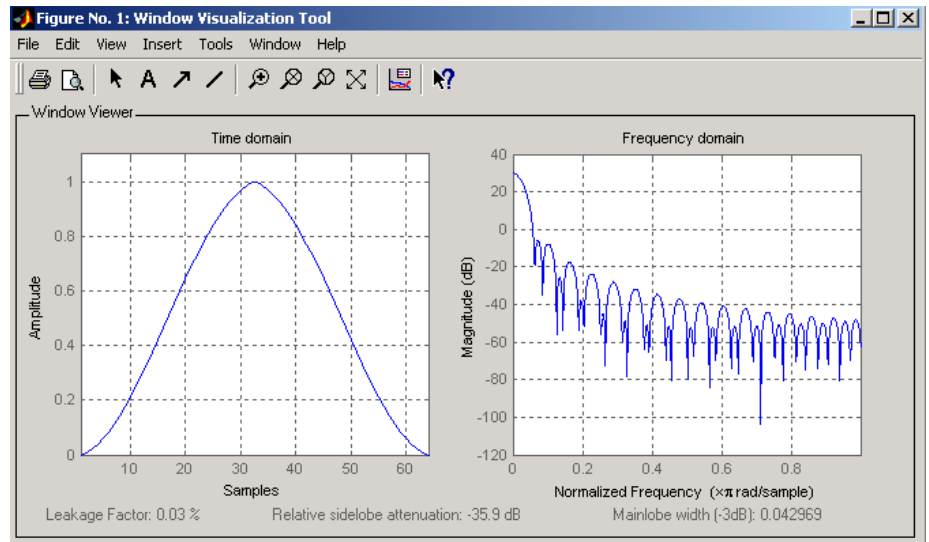 Figure No. 1: Window Visualization Tool
File Edit View Insert Tools Window Help
A
Window Viewer
Time domain
Amplitude
1
0.8
0.6
0.4
0.2
0
10 20 30 40 50 60
Samples
Frequency domain
Magnitude (dB)
40
20
0
-20
-40
-60
-80
-100
-120
0 0.2 0.4 0.6 0.8
Normalized Frequency (×π rad/sample)
Leakage Factor: 0.03 % Relative sidelobe attenuation: -35.9 dB Mainlobe width (-3dB): 0.042969